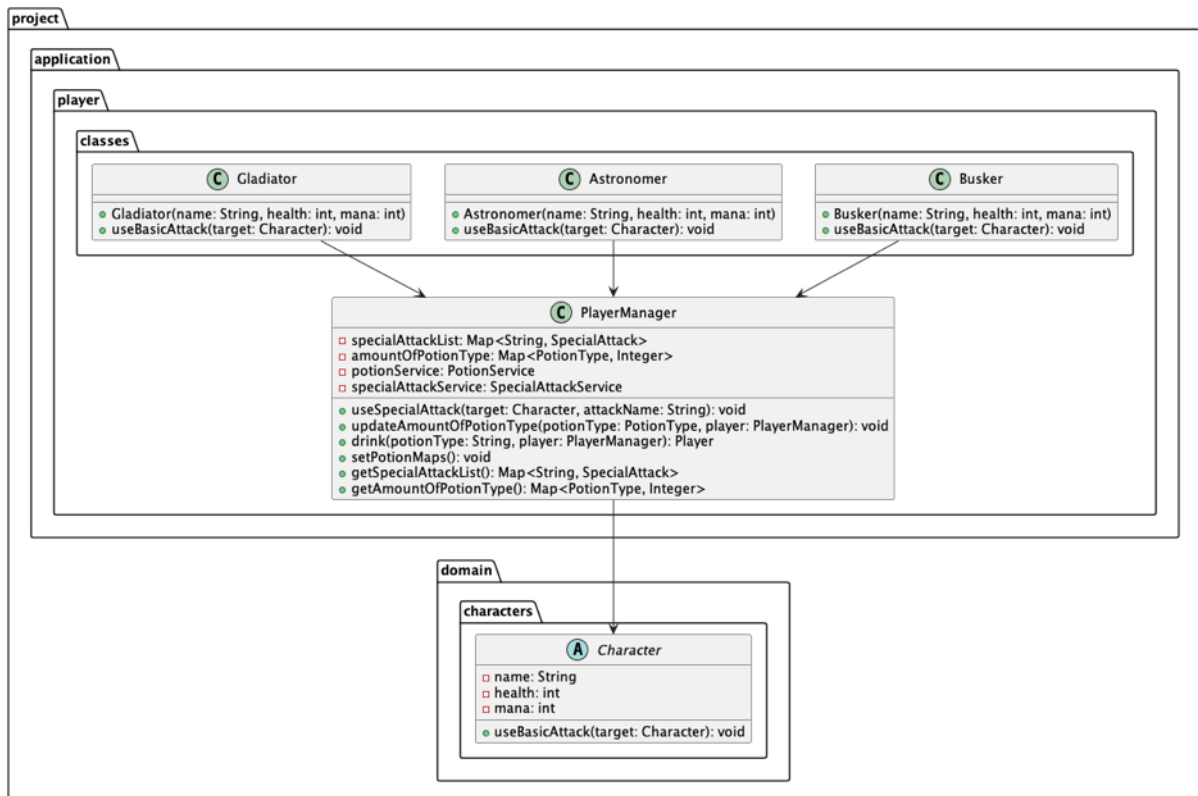 project
application
player
classes
C Gladiator
Gladiator(name: String, health: int, mana: int)
useBasicAttack(target: Character): void
C Astronomer
Astronomer(name: String, health: int, mana: int)
useBasicAttack(target: Character): void
C Busker
Busker(name: String, health: int, mana: int)
useBasicAttack(target: Character): void
C PlayerManager
specialAttackList: Map<String, SpecialAttack>
amountOfPotionType: Map<PotionType, Integer>
potionService: PotionService
specialAttackService: SpecialAttackService
useSpecialAttack(target: Character, attackName: String): void
updateAmountOfPotionType(potionType: PotionType, player: PlayerManager): void
drink(potionType: String, player: PlayerManager): Player
setPotionMaps(): void
getSpecialAttackList(): Map<String, SpecialAttack>
getAmountOfPotionType(): Map<PotionType, Integer>
domain
characters
A Character
name: String
health: int
mana: int
useBasicAttack(target: Character): void